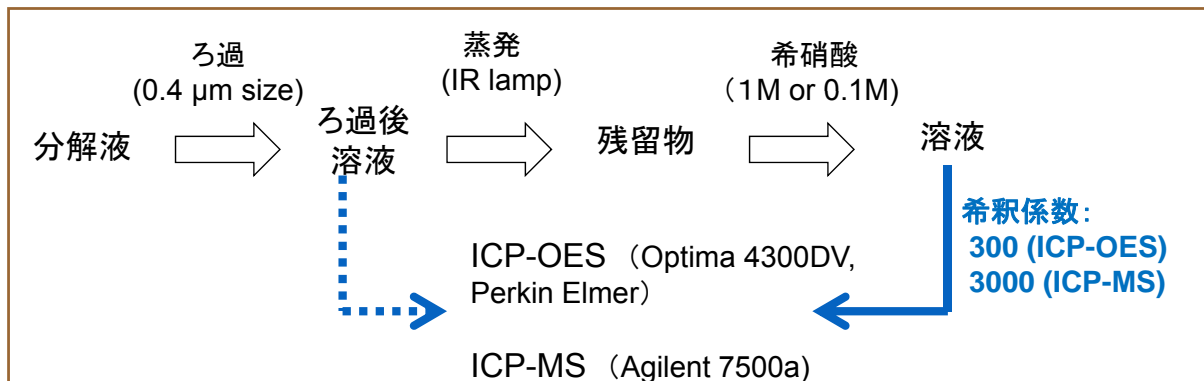 ろ過
(0.4 µm size)
蒸発
(IR lamp)
希硝酸
（1M or 0.1M）
分解液
ろ過後
溶液
残留物
溶液
希釈係数：
300 (ICP-OES)
3000 (ICP-MS)
ICP-OES （Optima 4300DV,
Perkin Elmer）
ICP-MS （Agilent 7500a)